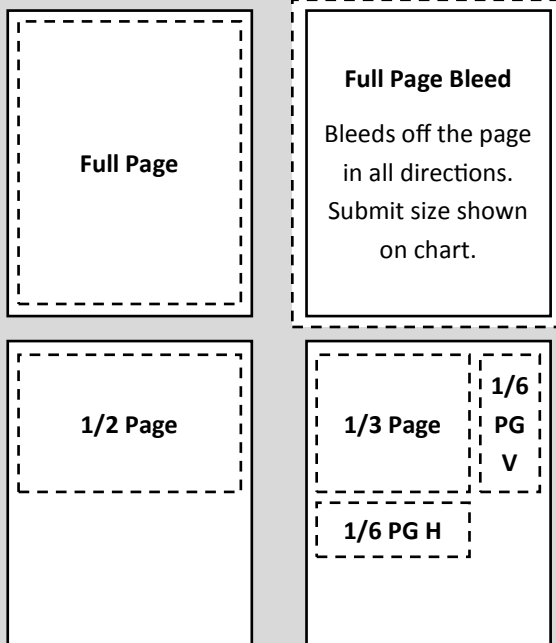 Full Page
Full Page Bleed
Bleeds off the page
in all directions.
Submit size shown
on chart.
1/2 Page
1/3 Page
1/6
PG
V
1/6 PG H